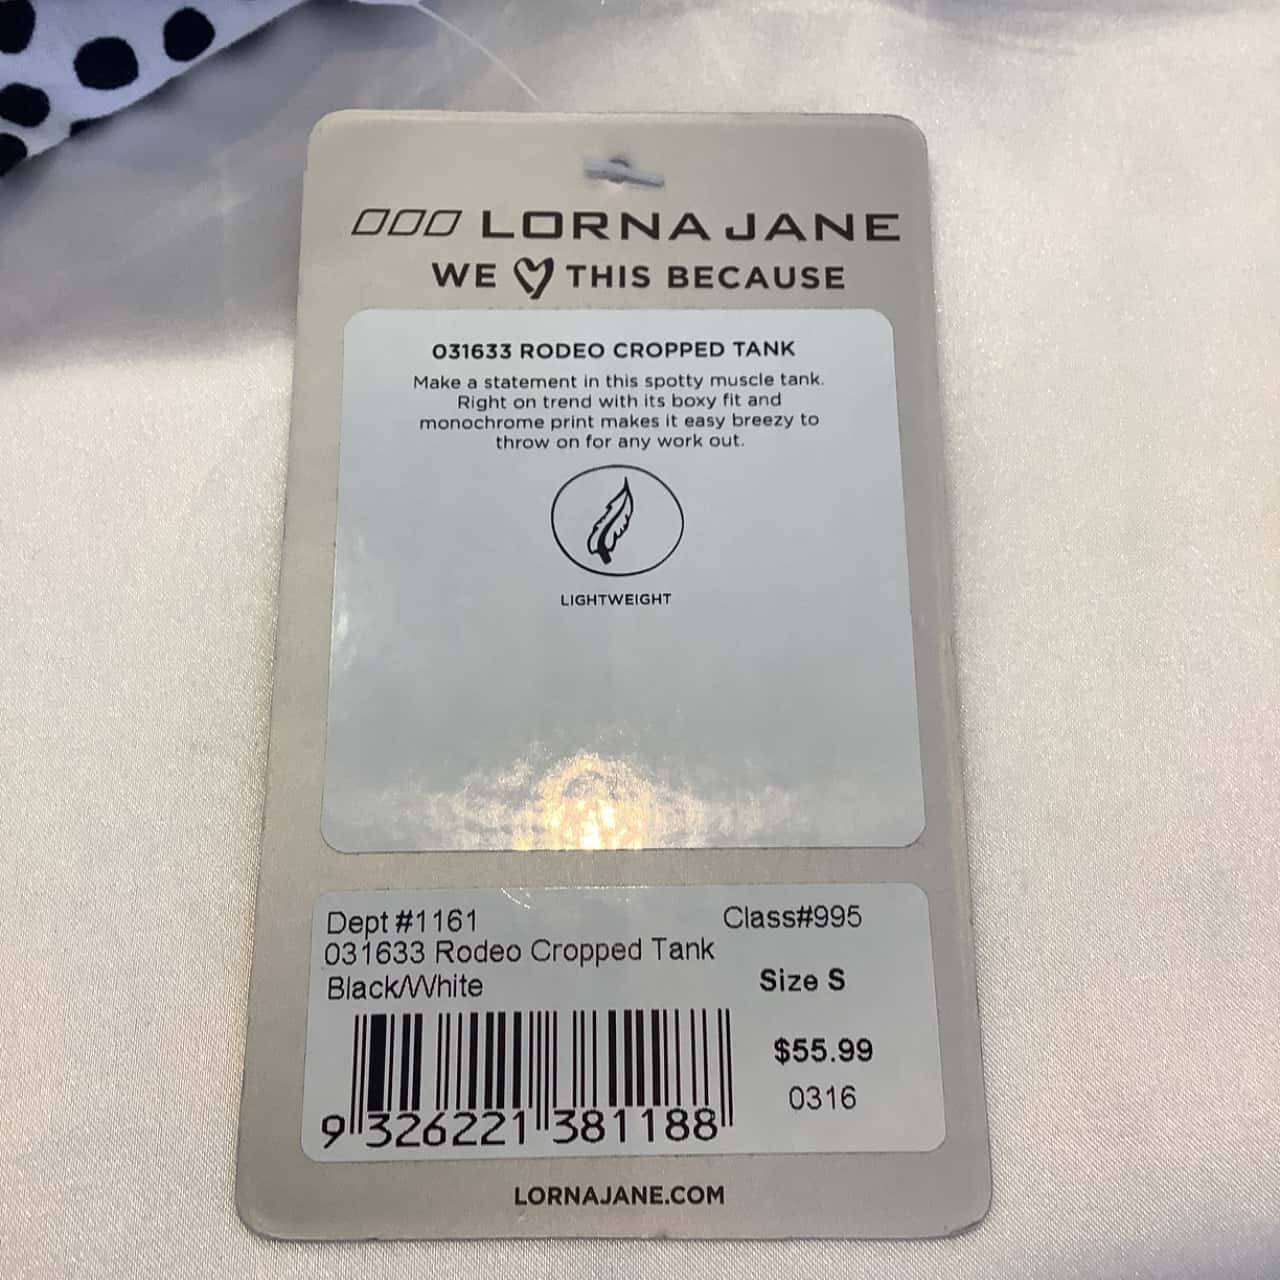 LORNA JANE
WE THIS BECAUSE
031633 RODEO CROPPED TANK
Make a statement in this spotty muscle tank.
Right on trend with its boxy fit and
monochrome print makes it easy breezy to
throw on for any work out.
LIGHTWEIGHT
Dept #1161 Class#995
031633 Rodeo Cropped Tank
Black/White Size S
$55.99
0316
9 326221 381188
LORNAJANE.COM